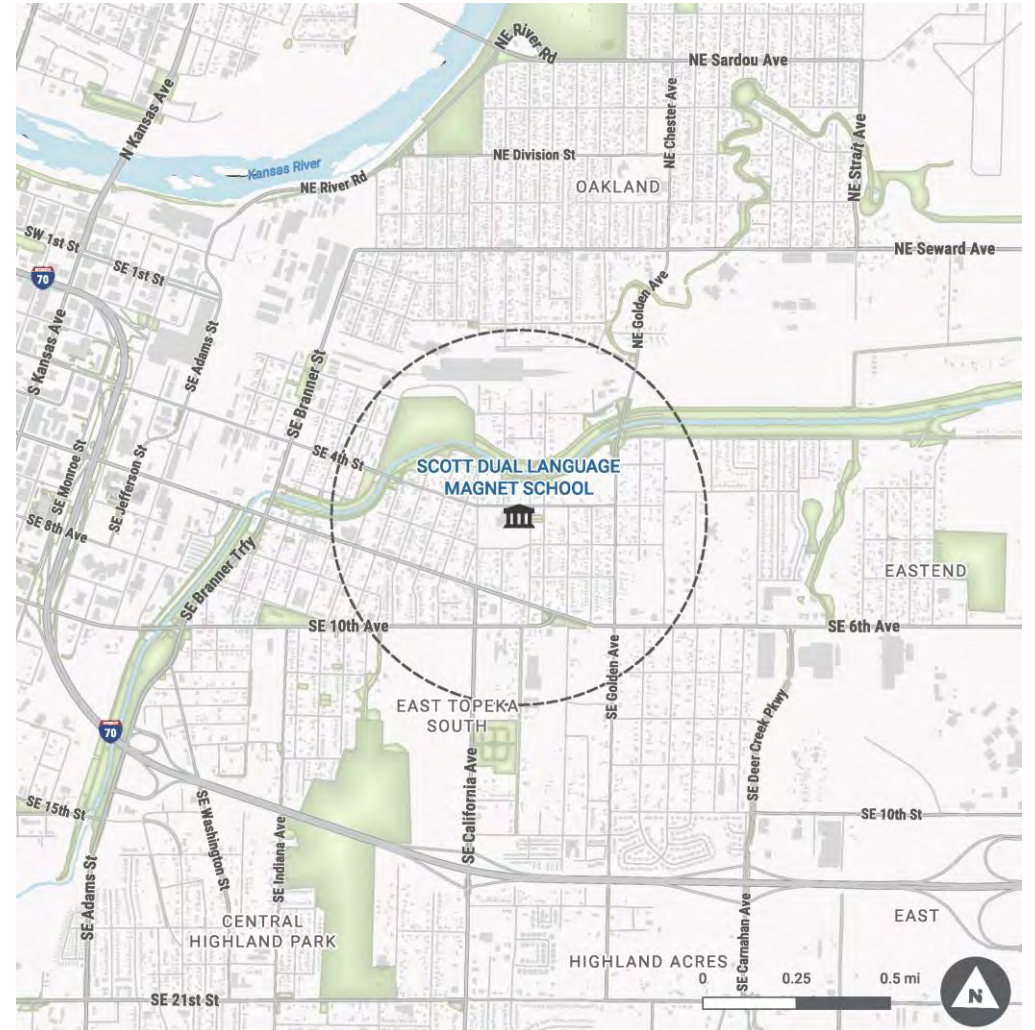 NE River Rd
NE Sardou Ave
N Kansas Ave
NE Chester Ave
NE Strait Ave
NE Division St
Kansas River
NE River Rd
OAKLAND
SW 1st St
SE 1st St
NE Seward Ave
70
NE Golden Ave
S Kansas Ave
SE Adams St
SE Branner St
SE 4th St
SCOTT DUAL LANGUAGE
MAGNET SCHOOL
SE Monroe St
SE Jefferson St
SE 8th Ave
SE Branner Trfy
EASTEND
SE 10th Ave
SE 6th Ave
SE Golden Ave
EAST TOPEKA
SOUTH
70
SE Deer Creek Pkwy
SE California Ave
SE 15th St
SE Washington St
SE Indiana Ave
SE 10th St
SE Adams St
CENTRAL
HIGHLAND PARK
SE Carnahan Ave
EAST
HIGHLAND ACRES
0 0.25 0.5 mi
SE 21st St
N